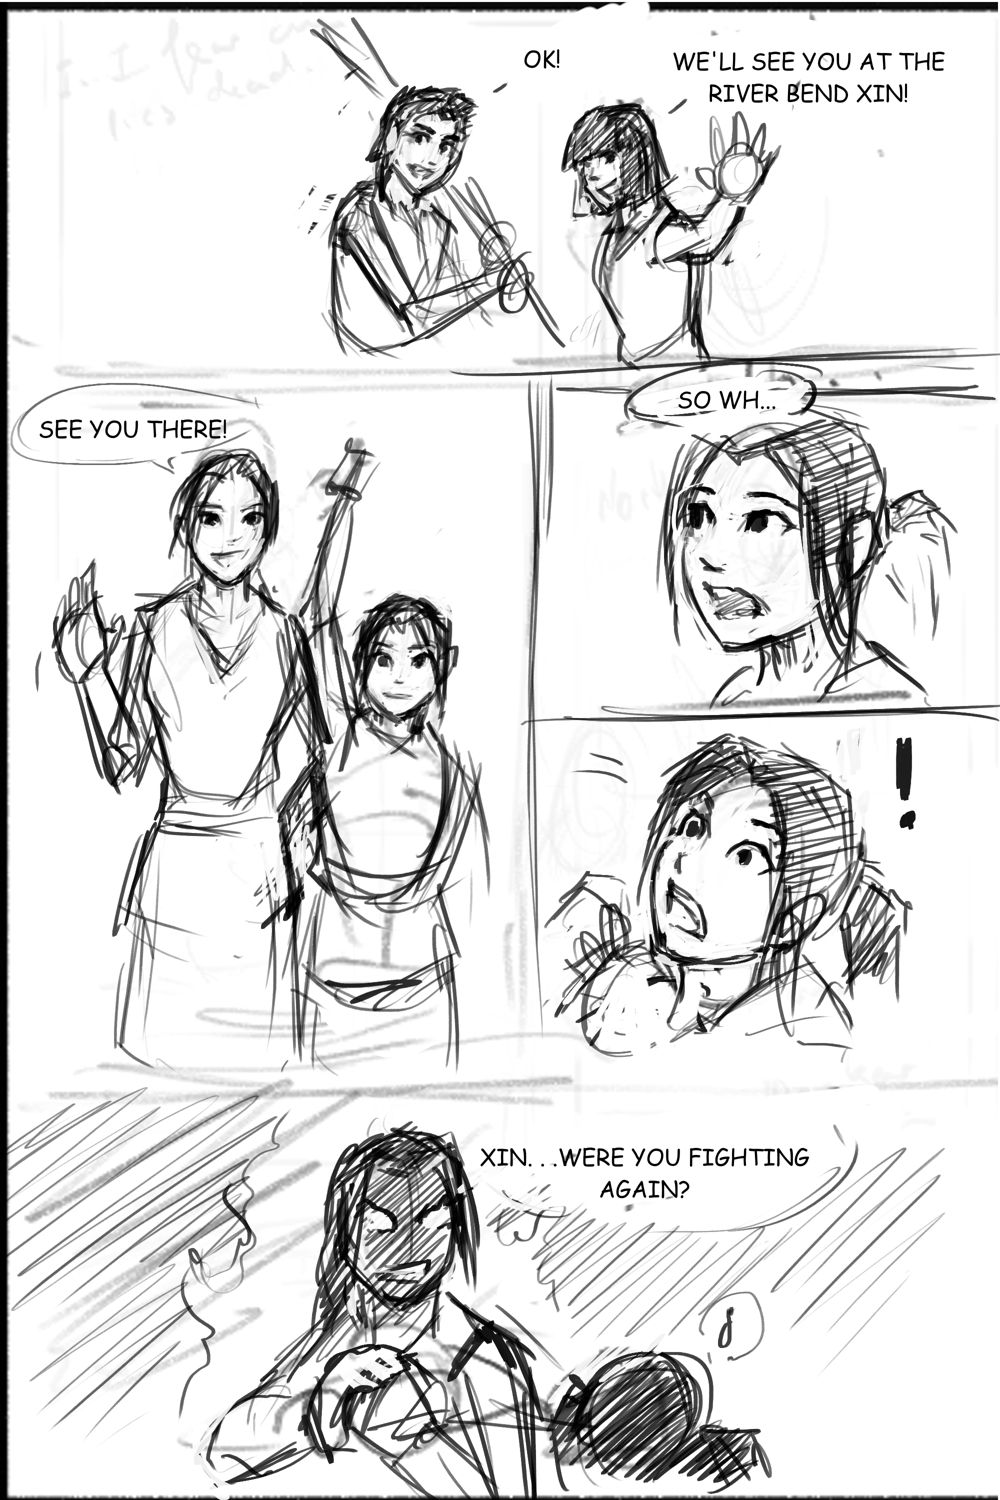 OK!
WE'LL SEE YOU AT THE
RIVER BEND XIN!
SEE YOU THERE!
SO WH...
!
XIN. . .WERE YOU FIGHTING
AGAIN?